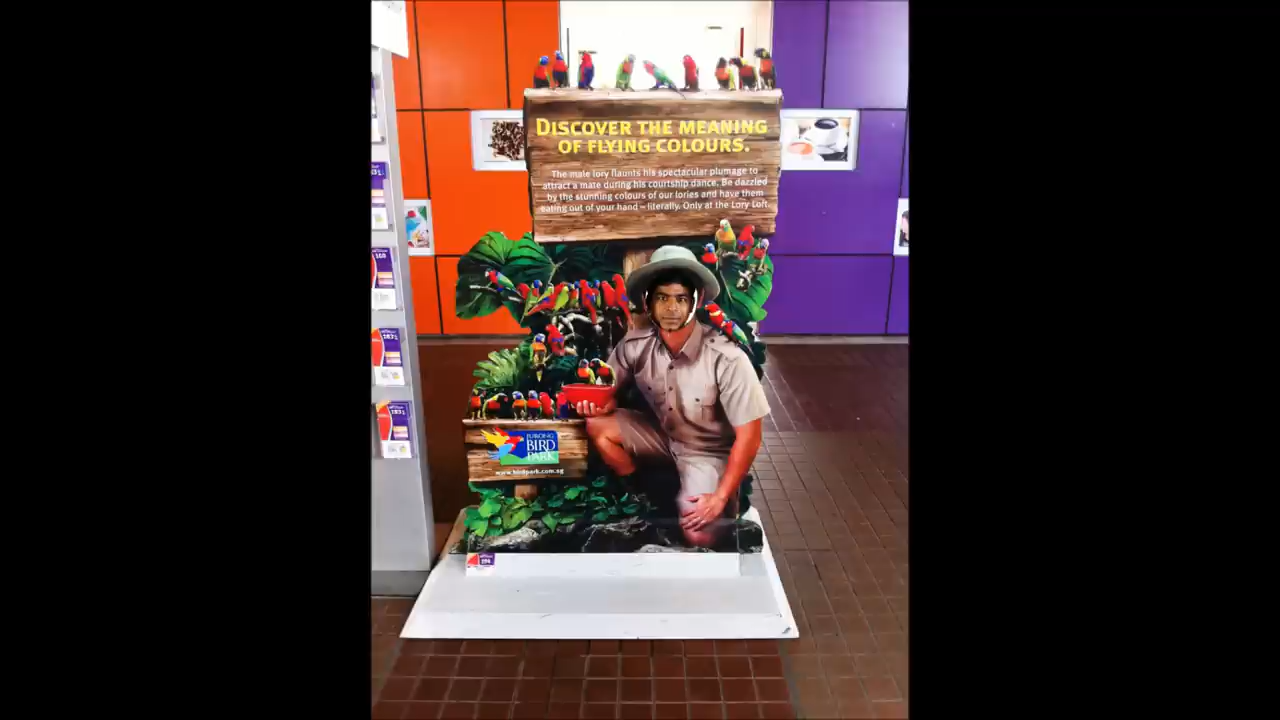 DISCOVER THE MEANING
OF FLYING COLOURS.
The male lory flaunts his spectacular plumage to
attract a mate during his courtship dance. Be dazzled
by the stunning colours of our lories and have them
eating out of your hand – literally. Only at the Lory Loft.
JURONG
BIRD
PARK
www.birdpark.com.sg